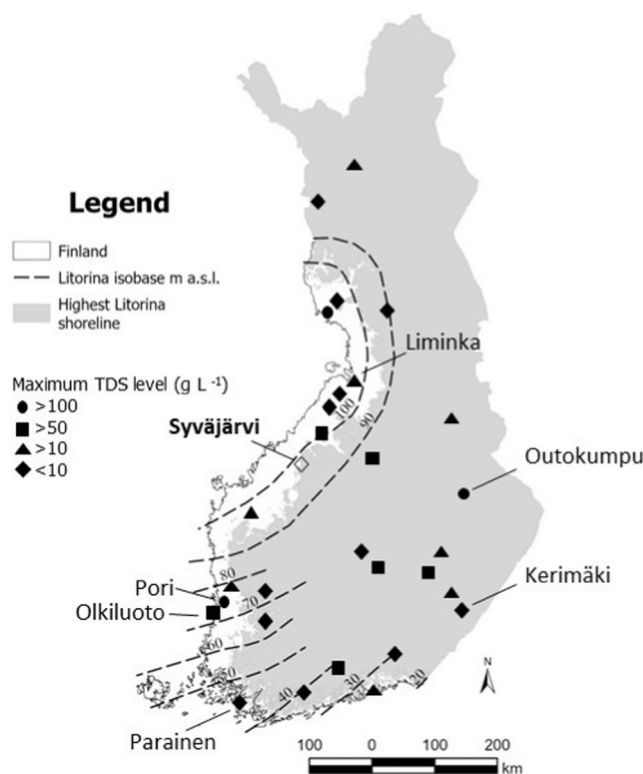 Legend
Finland
Litorina isobase m a.s.l.
Highest Litorina
shoreline
Maximum TDS level (g L -1)
>100
>50
>10
<10
Liminka
100
90
Syväjärvi
Outokumpu
80
Pori
70
Kerimäki
Olkiluoto
60
50
40
30
20
N
Parainen
100 0 100 200
km